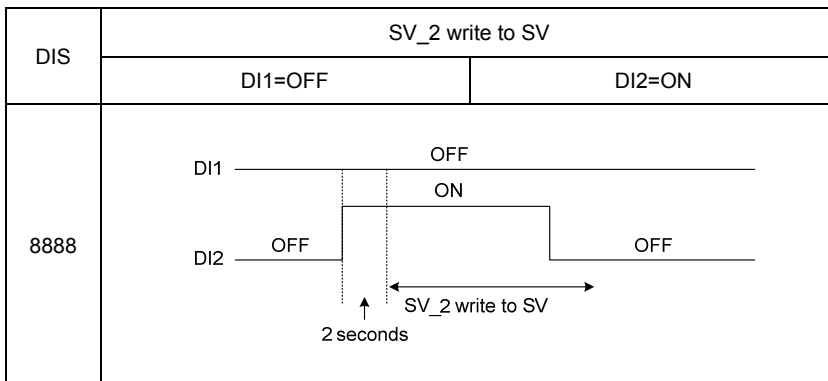 DIS
SV_2 write to SV
DI1=OFF
DI2=ON
8888
DI1
OFF
ON
DI2
OFF
OFF
SV_2 write to SV
2 seconds